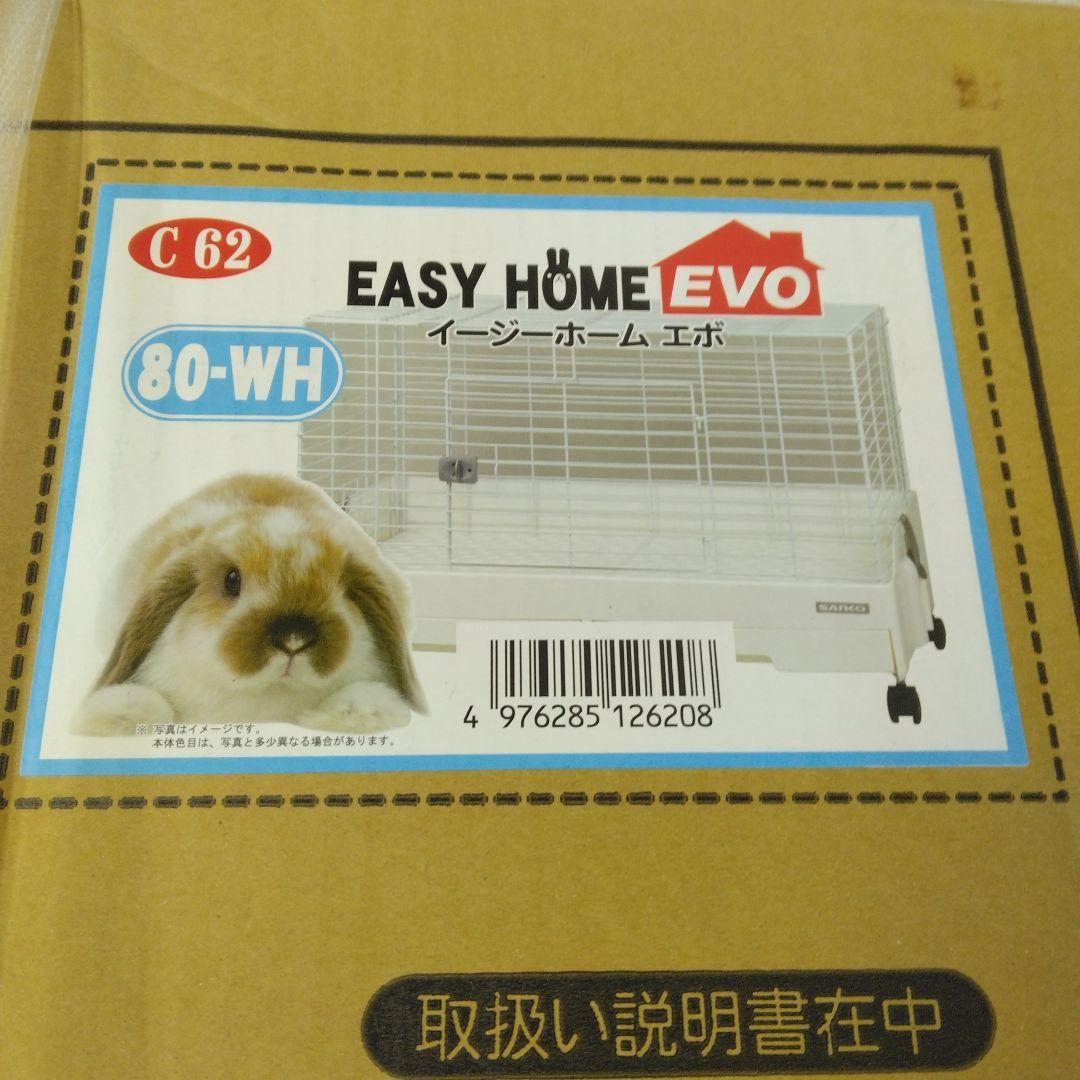 C 62
EASY HOME EVO
イージーホーム エボ
80-WH
SANKO
4 976285 126208
※ 写真はイメージです。
本体色目は、写真と多少異なる場合があります。
取扱い説明書在中